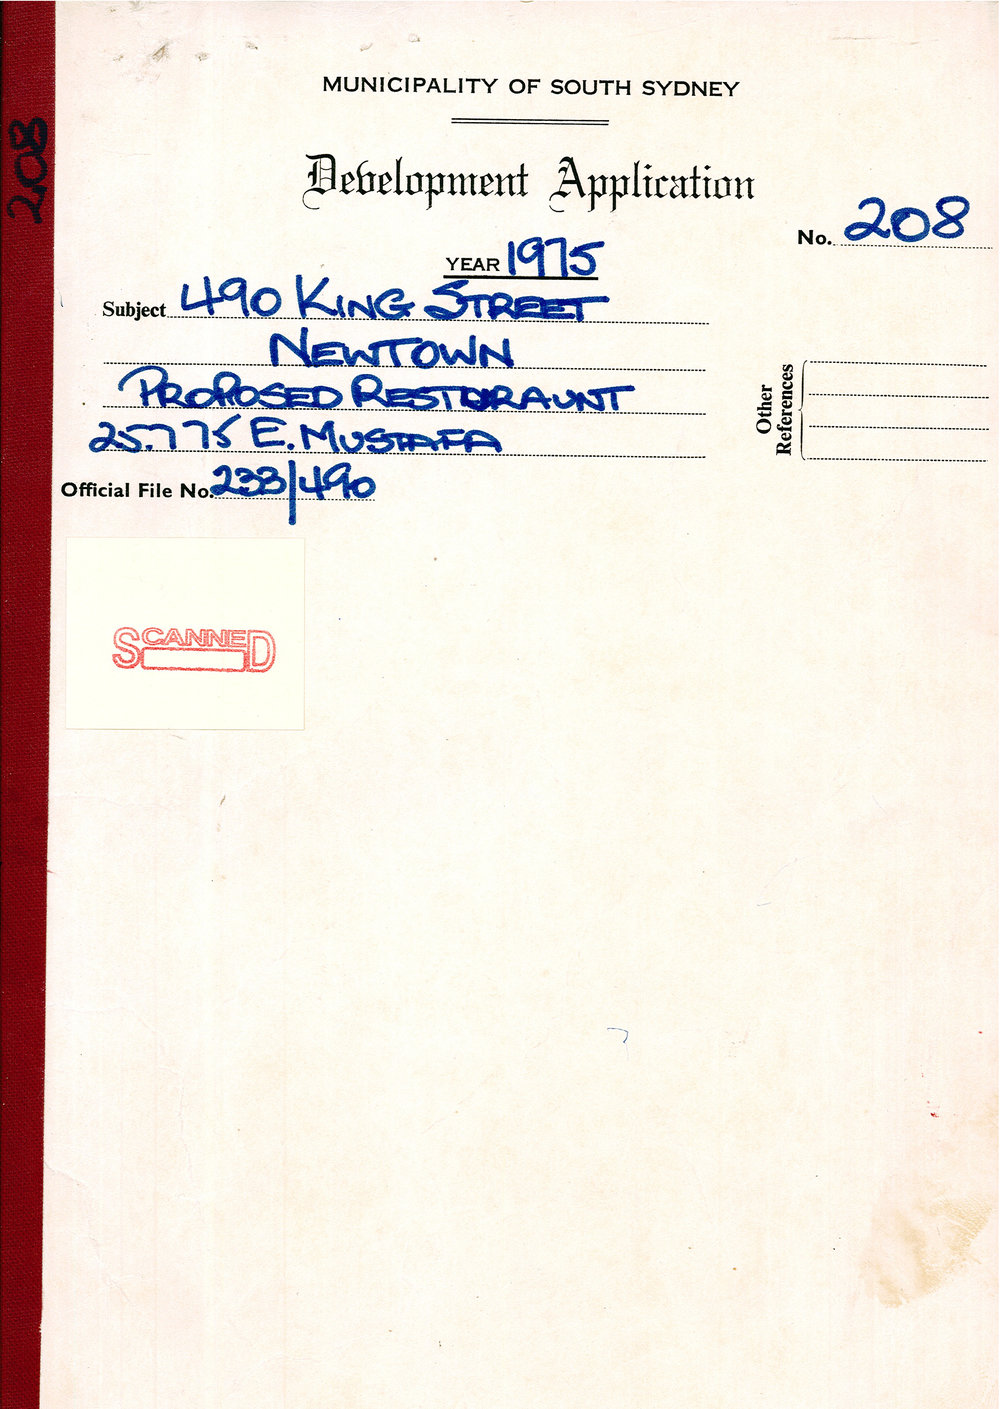 208
MUNICIPALITY OF SOUTH SYDNEY
Development Application
No. 208
YEAR 1975
Subject 490 KING STREET
NEWTOWN
PROPOSED RESTURAUNT
25.7.75 E. MUSTAFA
Other
References
Official File No. 233/490
SCANNED